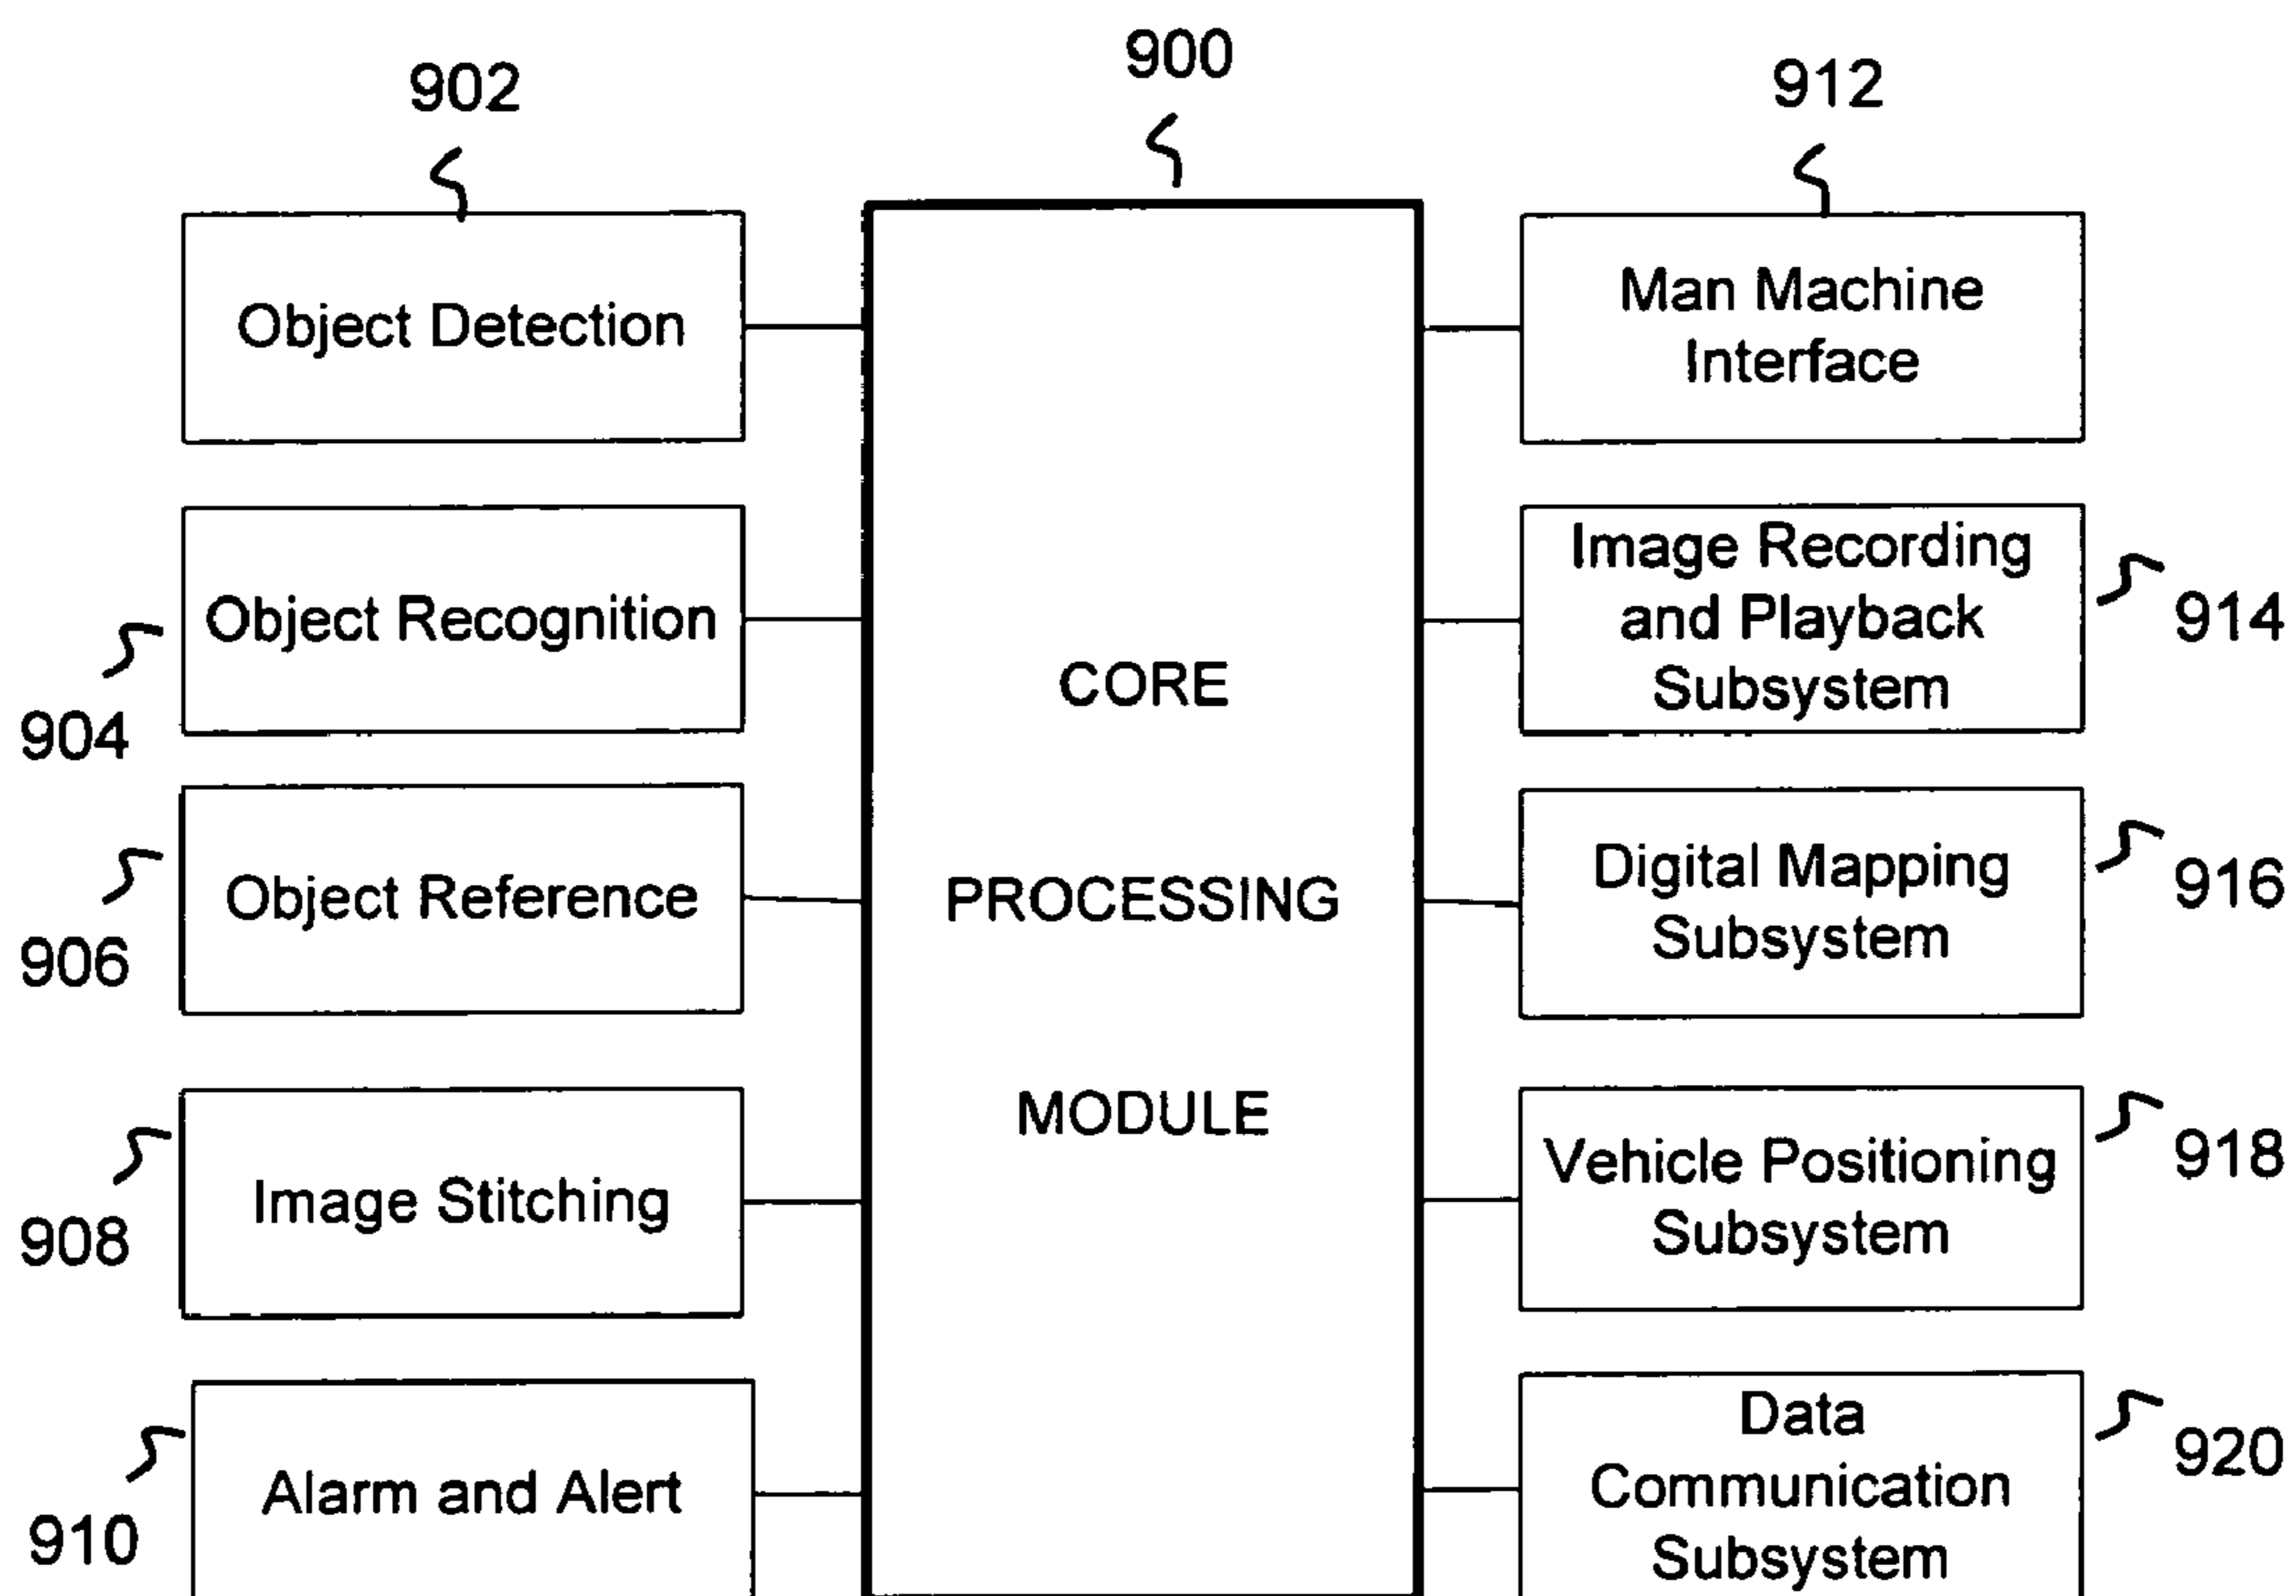 900
902
912
Object Detection
Man Machine
Interface
Object Recognition
904
Image Recording
and Playback
Subsystem
914
CORE
PROCESSING
MODULE
Object Reference
906
Digital Mapping
Subsystem
916
Image Stitching
908
Vehicle Positioning
Subsystem
918
Alarm and Alert
910
Data
Communication
Subsystem
920